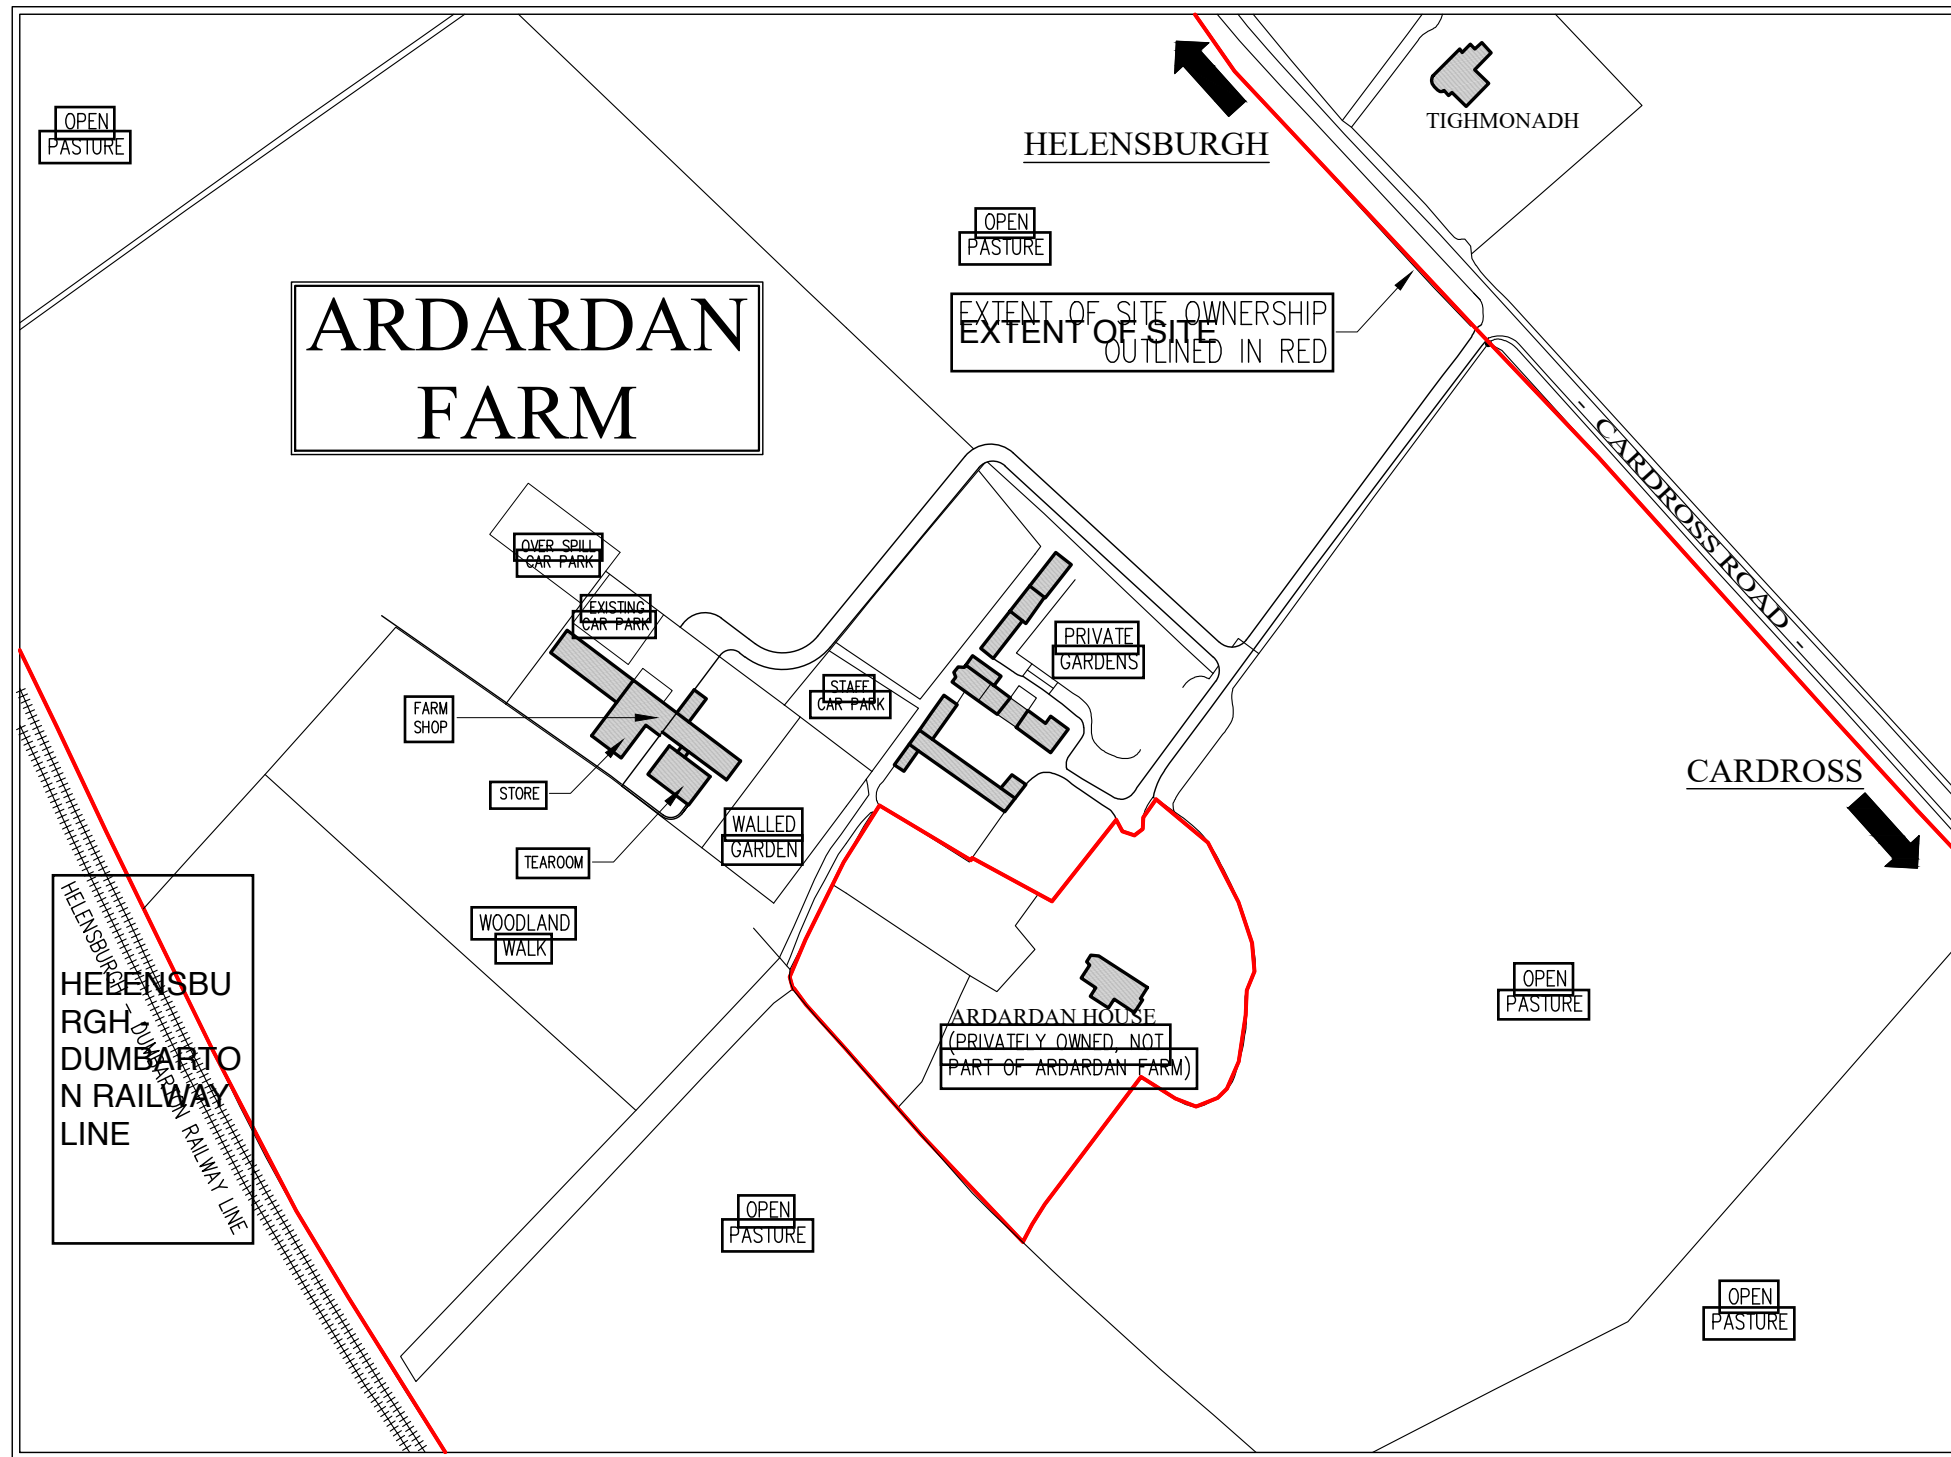 OPEN
PASTURE
HELENSBURGH
TIGHMONADH
OPEN
PASTURE
ARDARDAN
FARM
EXTENT OF SITE OWNERSHIP
OUTLINED IN RED
EXTENT OF SITE
- CARDROSS ROAD -
OVER SPILL
CAR PARK
EXISTING
CAR PARK
PRIVATE
GARDENS
STAFF
CAR PARK
FARM
SHOP
STORE
TEAROOM
WALLED
GARDEN
CARDROSS
WOODLAND
WALK
HELENSBURGH - DUMBARTON RAILWAY LINE
HELENSBU
RGH -
DUMBARTO
N RAILWAY
LINE
ARDARDAN HOUSE
(PRIVATELY OWNED, NOT
PART OF ARDARDAN FARM)
OPEN
PASTURE
OPEN
PASTURE
OPEN
PASTURE